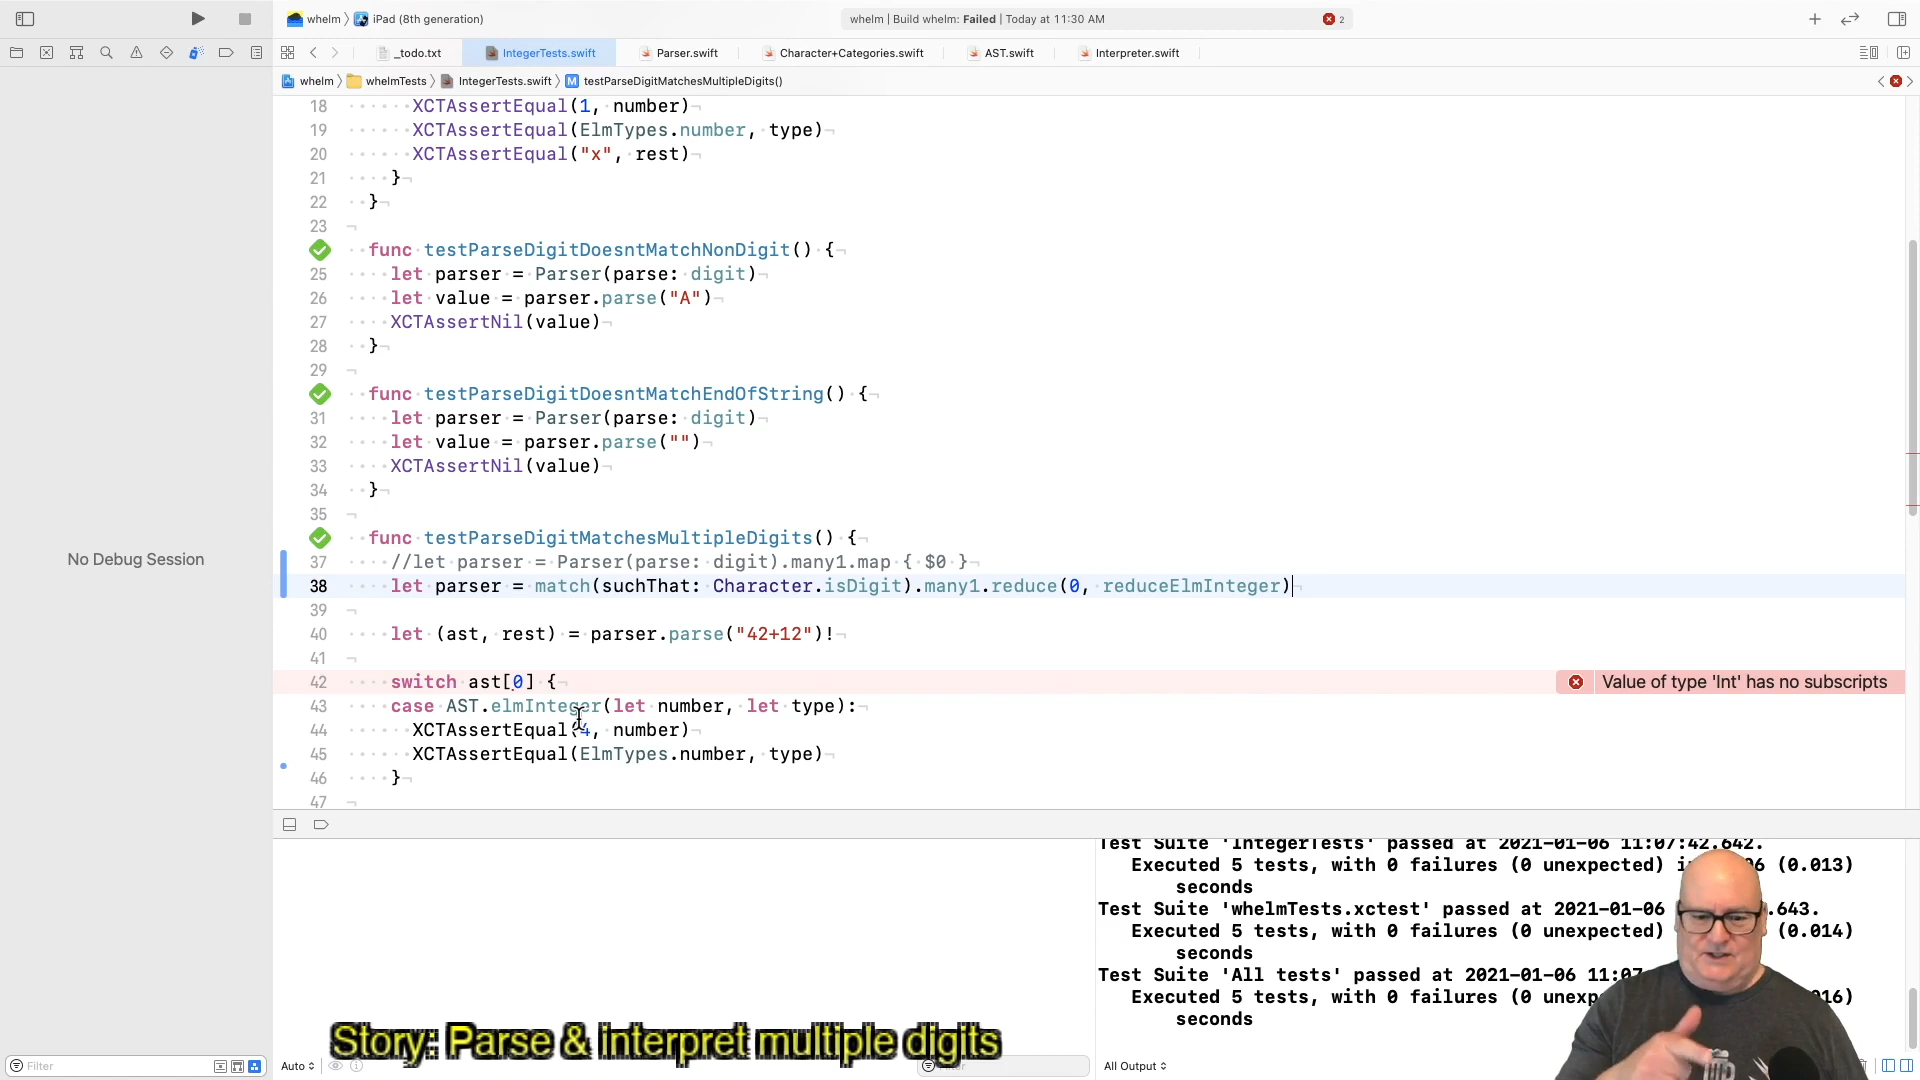 whelm 〉 iPad (8th generation)
whelm | Build whelm: Failed | Today at 11:30 AM
2
_todo.txt
IntegerTests.swift
Parser.swift
Character+Categories.swift
AST.swift
Interpreter.swift
whelm 〉 whelmTests 〉 IntegerTests.swift 〉 M testParseDigitMatchesMultipleDigits()
18 XCTAssertEqual(1, number)
19 XCTAssertEqual(ElmTypes.number, type)
20 XCTAssertEqual("x", rest)
21 }
22 }
23
func testParseDigitDoesntMatchNonDigit() {
25 let parser = Parser(parse: digit)
26 let value = parser.parse("A")
27 XCTAssertNil(value)
28 }
29
func testParseDigitDoesntMatchEndOfString() {
31 let parser = Parser(parse: digit)
32 let value = parser.parse("")
33 XCTAssertNil(value)
34 }
35
func testParseDigitMatchesMultipleDigits() {
37 //let parser = Parser(parse: digit).many1.map { $0 }
38 let parser = match(suchThat: Character.isDigit).many1.reduce(0, reduceElmInteger)
39
40 let (ast, rest) = parser.parse("42+12")!
41
42 switch ast[0] {
Value of type 'Int' has no subscripts
43 case AST.elmInteger(let number, let type):
44 XCTAssertEqual(4, number)
45 XCTAssertEqual(ElmTypes.number, type)
46 }
47
No Debug Session
Test Suite 'IntegerTests' passed at 2021-01-06 11:07:42.642.
Executed 5 tests, with 0 failures (0 unexpected) (0.013)
seconds
Test Suite 'whelmTests.xctest' passed at 2021-01-06 .643.
Executed 5 tests, with 0 failures (0 unexpected) (0.014)
seconds
Test Suite 'All tests' passed at 2021-01-06
Executed 5 tests, with 0 failures
seconds
Story: Parse & interpret multiple digits
Filter
Auto
All Output